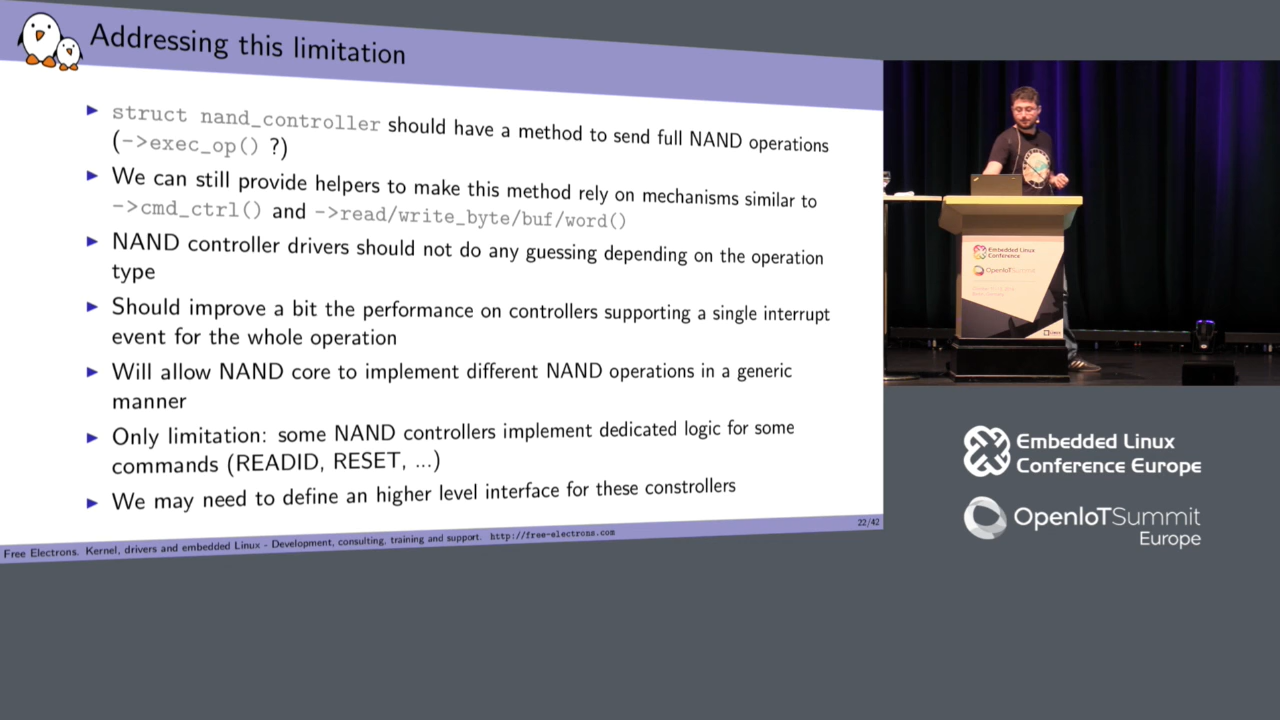 Addressing this limitation
struct nand_controller should have a method to send full NAND operations
(->exec_op() ?)
We can still provide helpers to make this method rely on mechanisms similar to
->cmd_ctrl() and ->read/write_byte/buf/word()
NAND controller drivers should not do any guessing depending on the operation
type
Should improve a bit the performance on controllers supporting a single interrupt
event for the whole operation
Will allow NAND core to implement different NAND operations in a generic
manner
Only limitation: some NAND controllers implement dedicated logic for some
commands (READID, RESET, ...)
We may need to define an higher level interface for these constrollers
22/42
Free Electrons. Kernel, drivers and embedded Linux - Development, consulting, training and support. http://free-electrons.com
Embedded Linux
Conference
OpenIoTSummit
Embedded Linux
Conference Europe
OpenIoTSummit
Europe